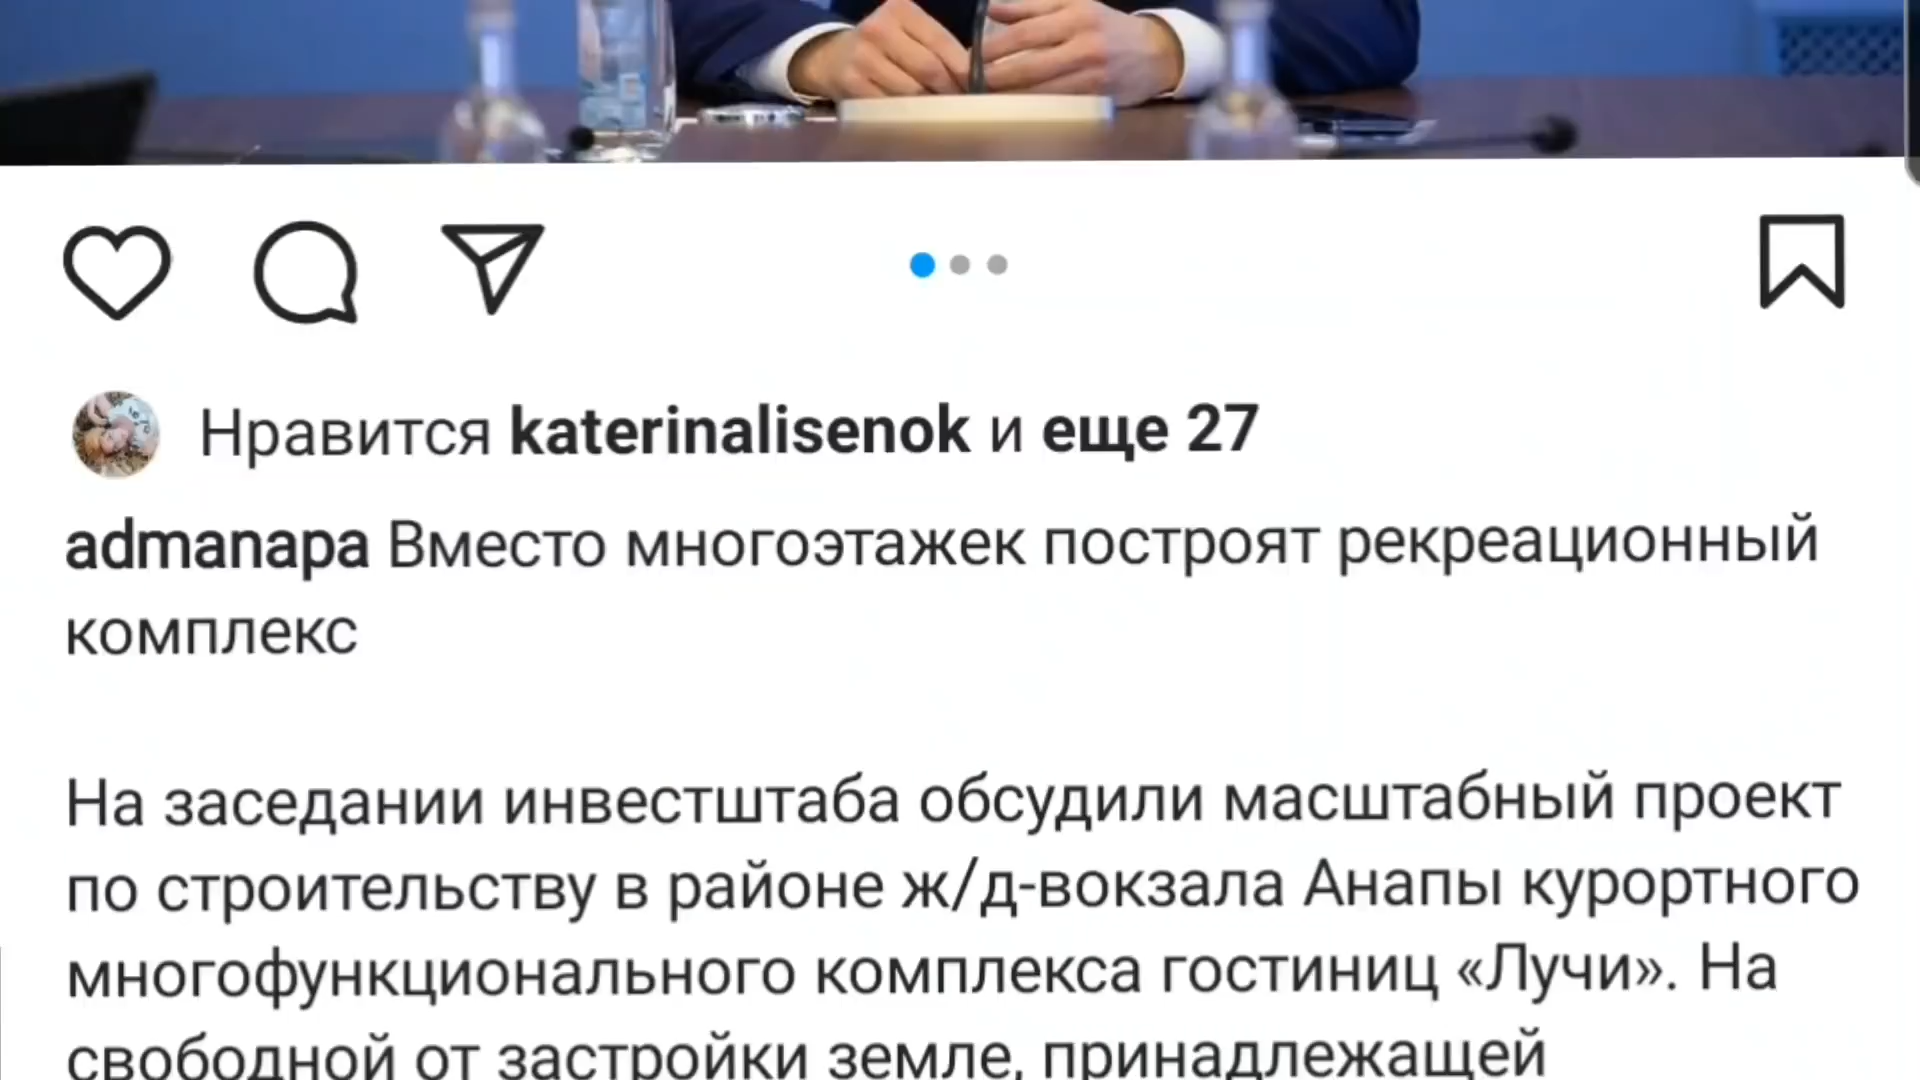 Нравится katerinalisenok и еще 27
admanapa Вместо многоэтажек построят рекреационный
комплекс
На заседании инвестштаба обсудили масштабный проект
по строительству в районе ж/д-вокзала Анапы курортного
многофункционального комплекса гостиниц «Лучи». На
свободной от застройки земле, принадлежащей